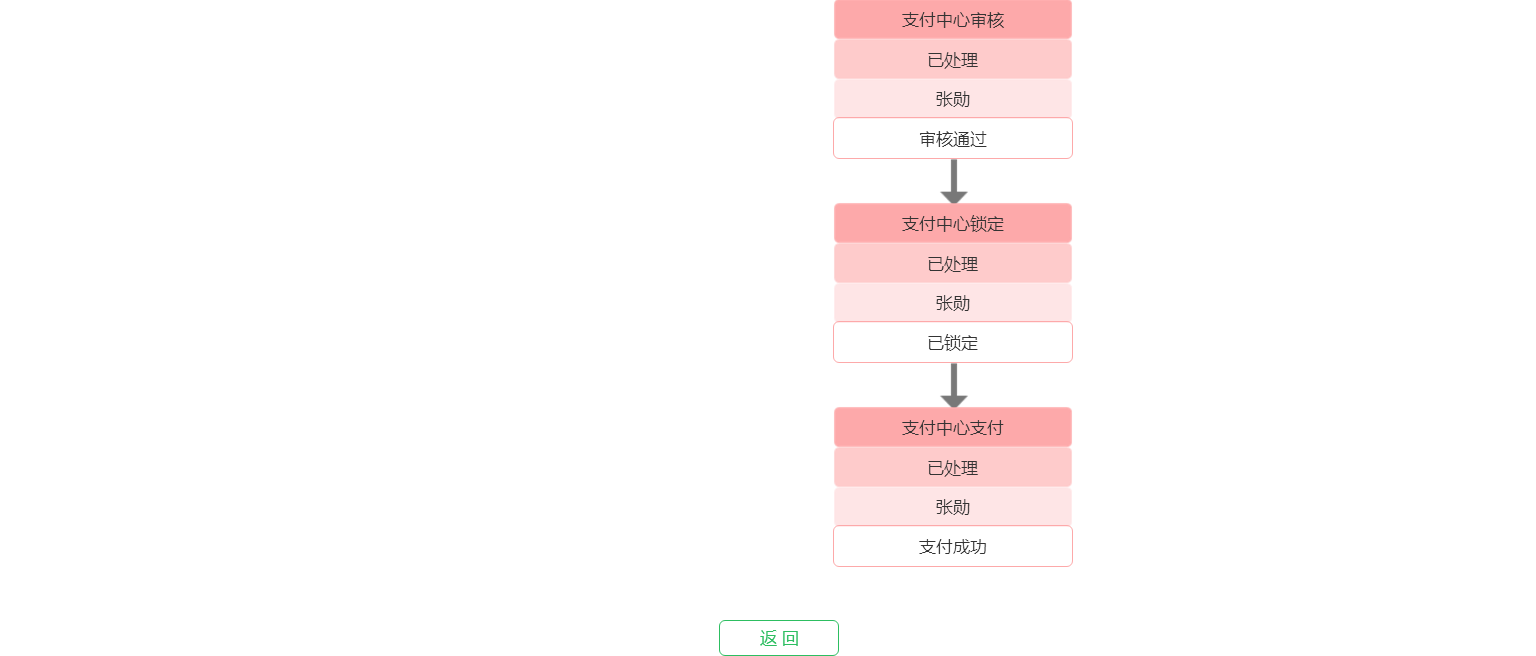 支付中心审核
已处理
张勋
审核通过
支付中心锁定
已处理
张勋
已锁定
支付中心支付
已处理
张勋
支付成功
返 回